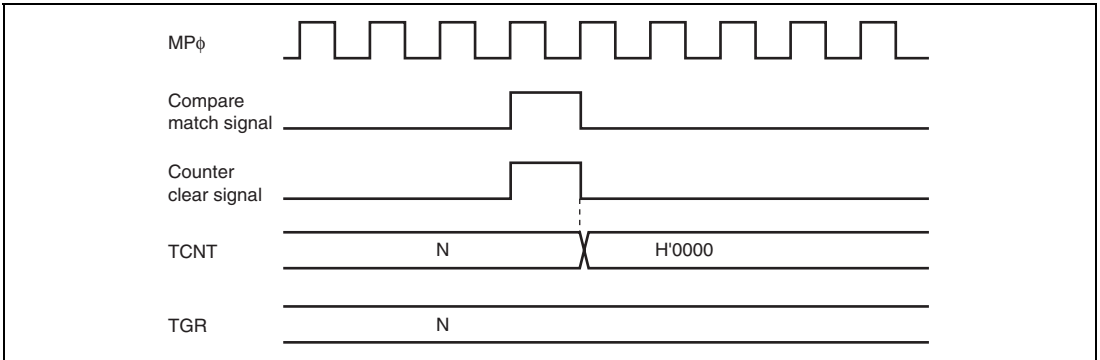 MPϕ
Compare
match signal
Counter
clear signal
TCNT
N
H'0000
TGR
N